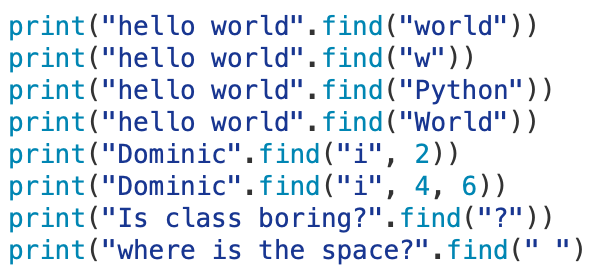 print("hello world".find("world"))
print("hello world".find("w"))
print("hello world".find("Python"))
print("hello world".find("World"))
print("Dominic".find("i", 2))
print("Dominic".find("i", 4, 6))
print("Is class boring?".find("?"))
print("where is the space?".find(" ")